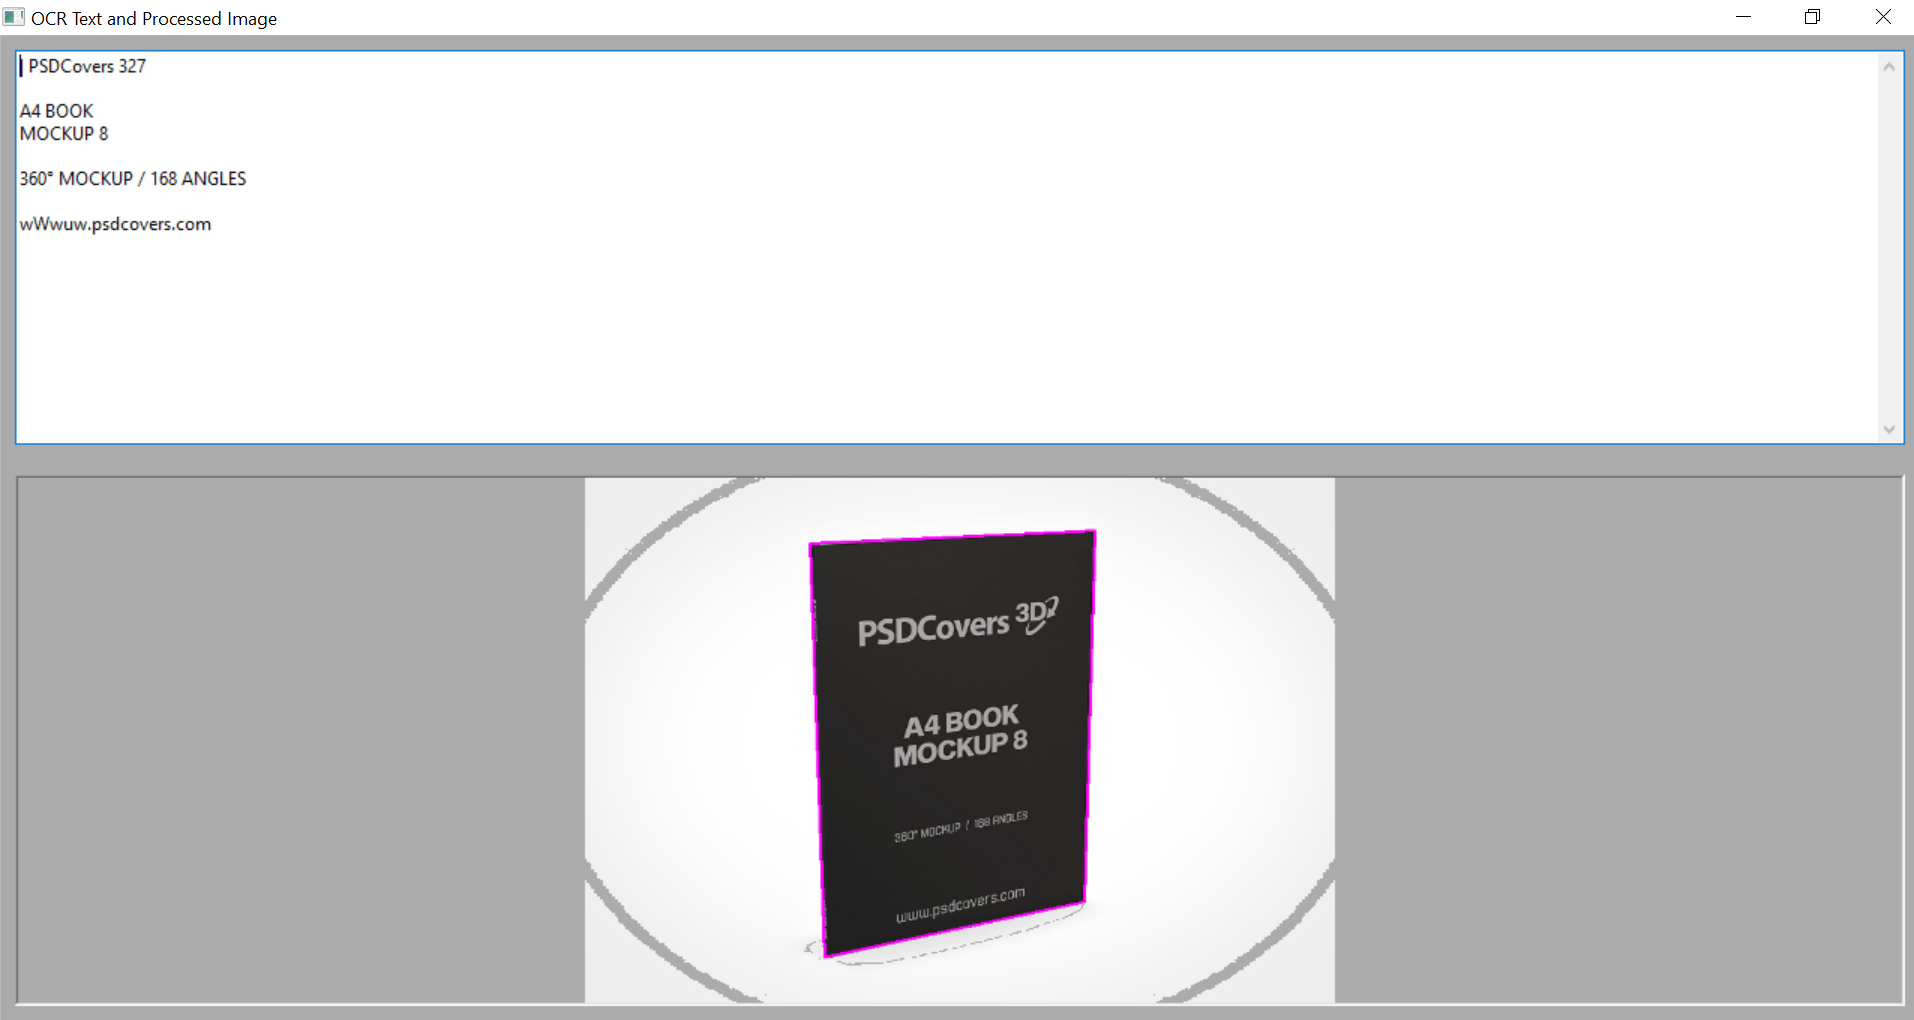 OCR Text and Processed Image
PSDCovers 327
A4 BOOK
MOCKUP 8
360° MOCKUP / 168 ANGLES
wWwuw.psdcovers.com
PSDCovers 3D
A4 BOOK
MOCKUP 8
360° MOCKUP / 168 ANGLES
www.psdcovers.com